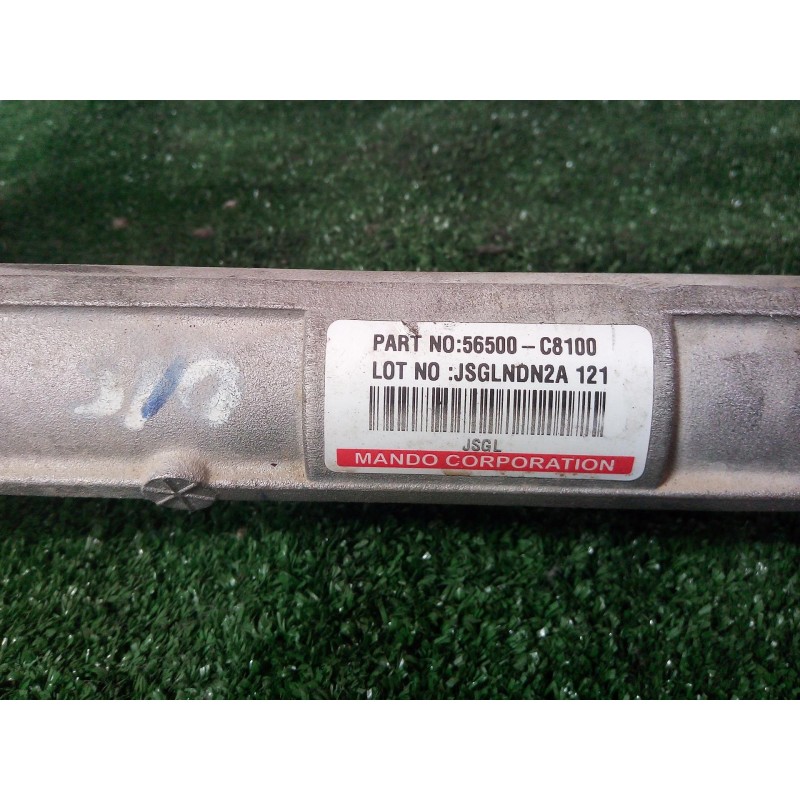 PART NO:56500-C8100
LOT NO :JSGLNDN2A 121
JSGL
MANDO CORPORATION